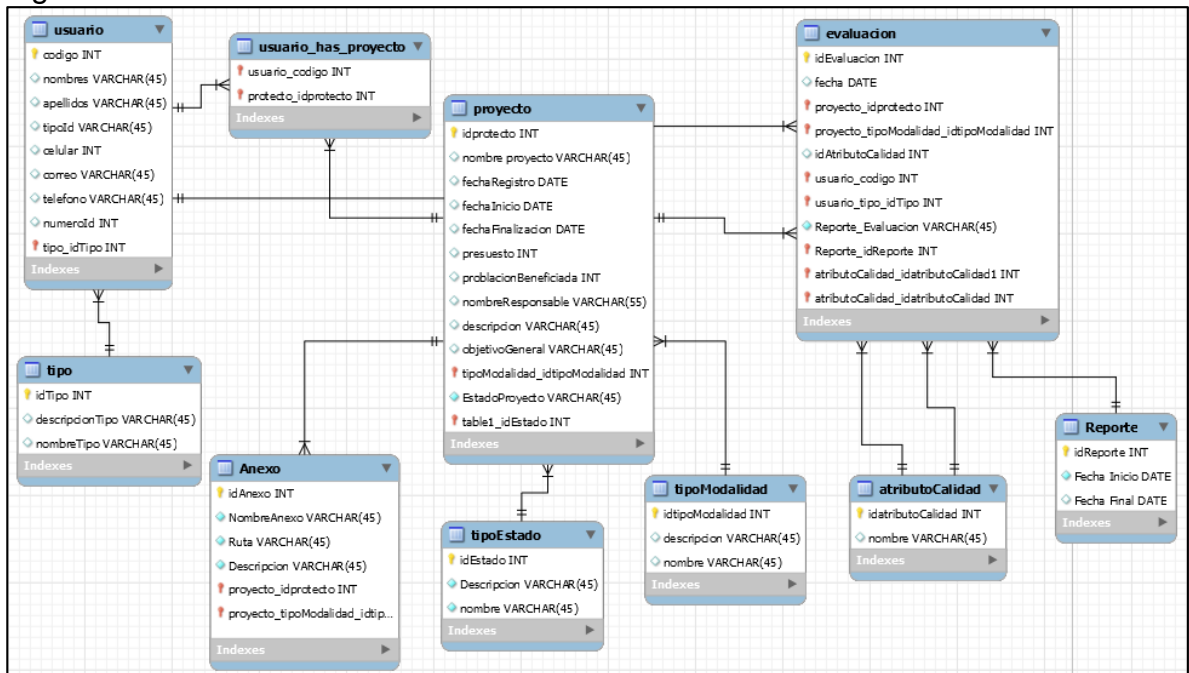 usuario
codigo INT
nombres VARCHAR(45)
apellidos VARCHAR(45)
tipoId VARCHAR(45)
celular INT
correo VARCHAR(45)
telefono VARCHAR(45)
numeroId INT
tipo_idTipo INT
Indexes
usuario_has_proyecto
usuario_codigo INT
protecto_idprotecto INT
Indexes
proyecto
idprotecto INT
nombre proyecto VARCHAR(45)
fechaRegistro DATE
fechaInicio DATE
fechaFinalizacion DATE
presuesto INT
problacionBeneficiada INT
nombreResponsable VARCHAR(55)
descripcion VARCHAR(45)
objetivoGeneral VARCHAR(45)
tipoModalidad_idtipoModalidad INT
EstadoProyecto VARCHAR(45)
table1_idEstado INT
Indexes
evaluacion
idEvaluacion INT
fecha DATE
proyecto_idprotecto INT
proyecto_tipoModalidad_idtipoModalidad INT
idAtributoCalidad INT
usuario_codigo INT
usuario_tipo_idTipo INT
Reporte_Evaluacion VARCHAR(45)
Reporte_idReporte INT
atributoCalidad_idatributoCalidad1 INT
atributoCalidad_idatributoCalidad INT
Indexes
tipo
idTipo INT
descripcionTipo VARCHAR(45)
nombreTipo VARCHAR(45)
Indexes
Anexo
idAnexo INT
NombreAnexo VARCHAR(45)
Ruta VARCHAR(45)
Descripcion VARCHAR(45)
proyecto_idprotecto INT
proyecto_tipoModalidad_idtip...
Indexes
tipoEstado
idEstado INT
Descripcion VARCHAR(45)
nombre VARCHAR(45)
Indexes
tipoModalidad
idtipoModalidad INT
descripcion VARCHAR(45)
nombre VARCHAR(45)
Indexes
atributoCalidad
idatributoCalidad INT
nombre VARCHAR(45)
Indexes
Reporte
idReporte INT
Fecha Inicio DATE
Fecha Final DATE
Indexes